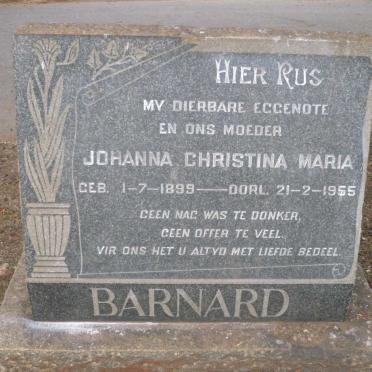 HIER RUS
MY DIERBARE EGGENOTE
EN ONS MOEDER
JOHANNA CHRISTINA MARIA
GEB. 1-7-1899 — OORL. 21-2-1955
GEEN NAG WAS TE DONKER,
GEEN OFFER TE VEEL.
VIR ONS HET U ALTYD MET LIEFDE BEDEEL.
BARNARD